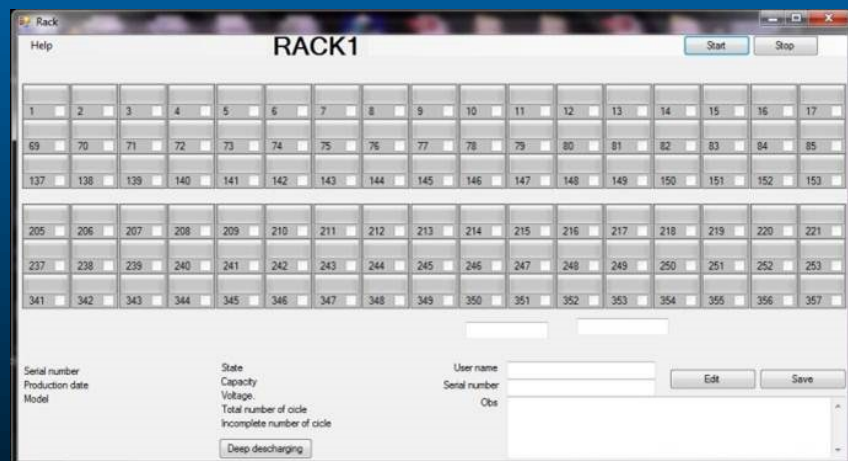 Rack
Help RACK1 Start Stop
1 2 3 4 5 6 7 8 9 10 11 12 13 14 15 16 17
69 70 71 72 73 74 75 76 77 78 79 80 81 82 83 84 85
137 138 139 140 141 142 143 144 145 146 147 148 149 150 151 152 153
205 206 207 208 209 210 211 212 213 214 215 216 217 218 219 220 221
237 238 239 240 241 242 243 244 245 246 247 248 249 250 251 252 253
341 342 343 344 345 346 347 348 349 350 351 352 353 354 355 356 357
Serial number
Production date
Model
State
Capacity
Voltage.
Total number of cicle
Incomplete number of cicle
Deep descharging
User name
Serial number
Obs
Edit Save